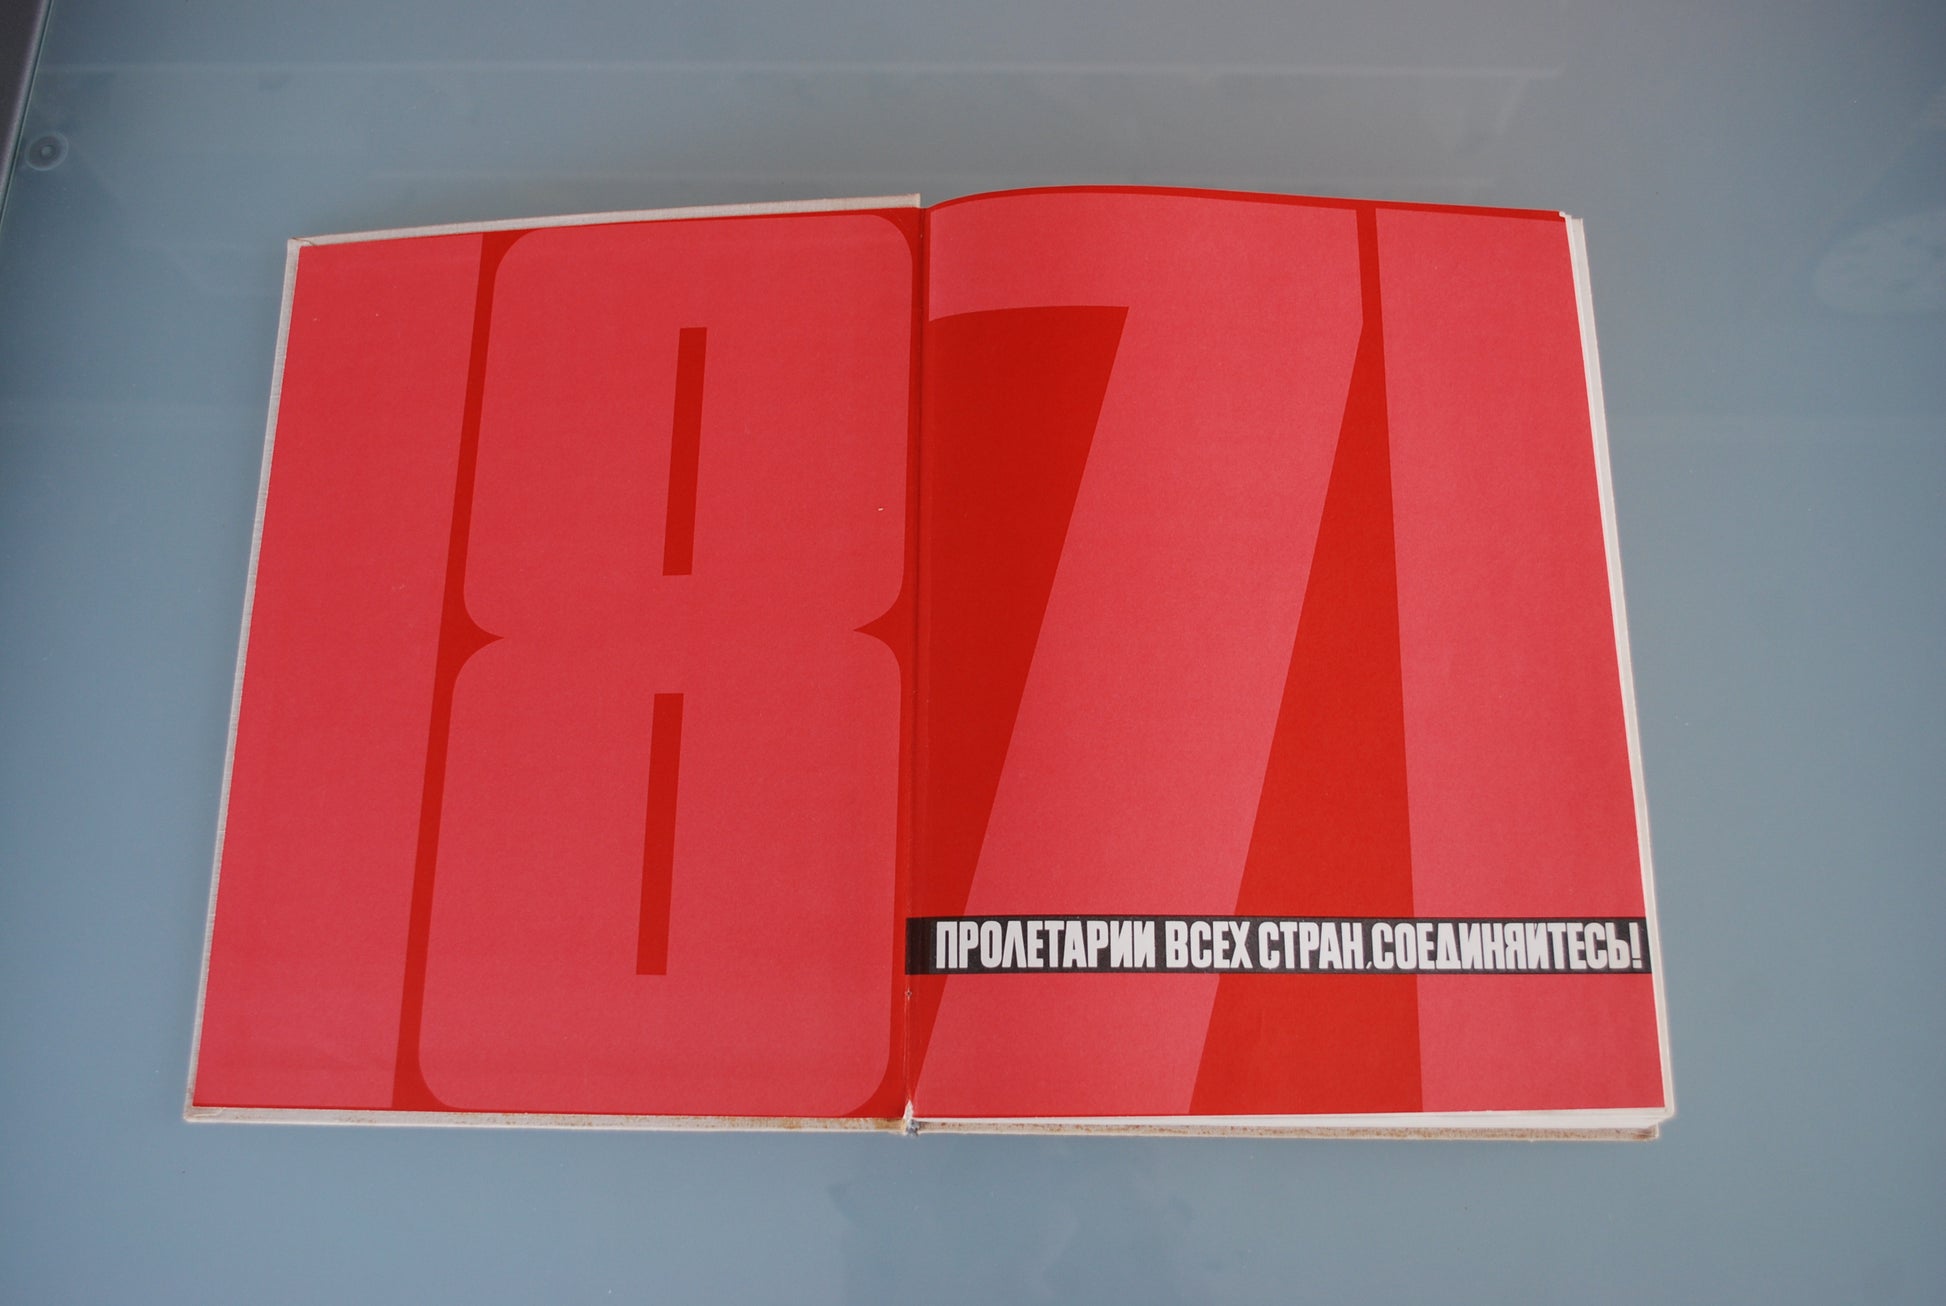 1871
ПРОЛЕТАРИИ ВСЕХ СТРАН, СОЕДИНЯЙТЕСЬ!